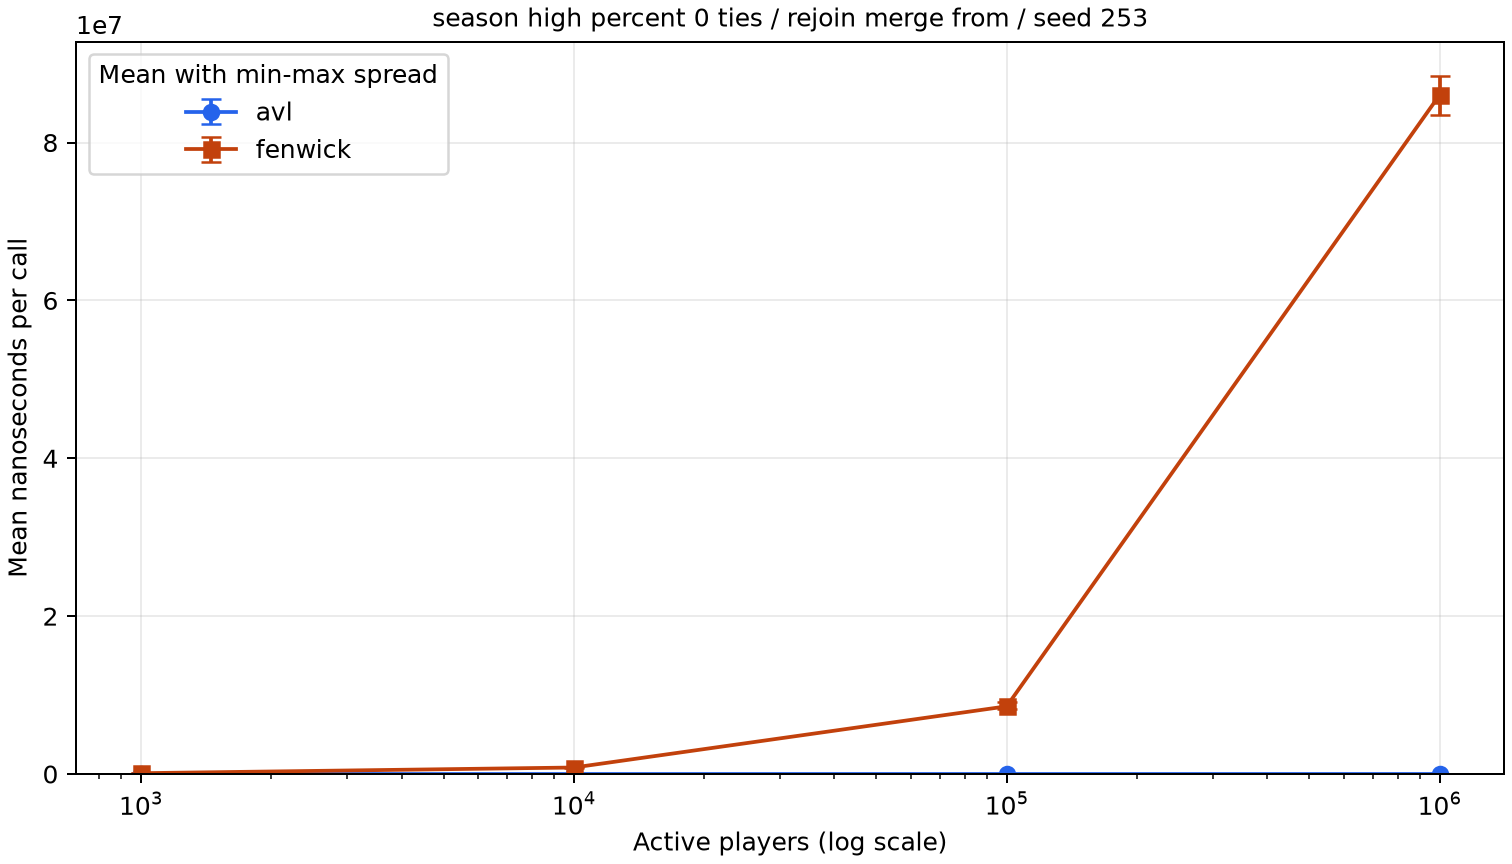 season high percent 0 ties / rejoin merge from / seed 253
1e7
Mean with min-max spread
avl
fenwick
Mean nanoseconds per call
8
6
4
2
0
10³ 10⁴ 10⁵ 10⁶
Active players (log scale)